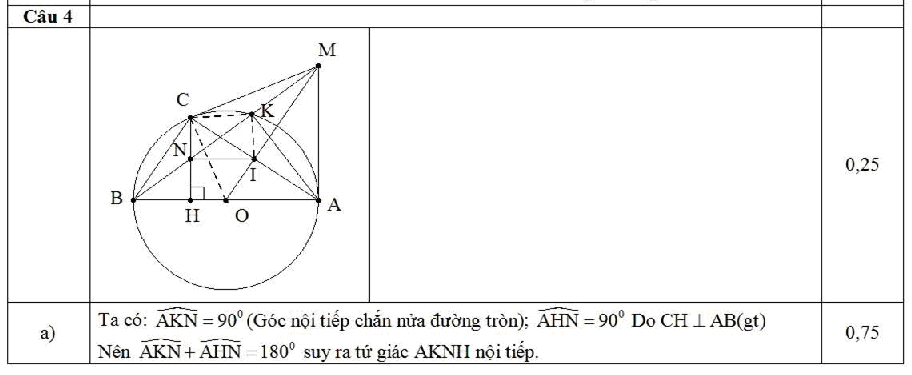 Câu 4
M
C
K
N
I
B
H
O
A
0,25
a)
Ta có: $\widehat{AKN} = 90^0$ (Góc nội tiếp chắn nửa đường tròn); $\widehat{AHN} = 90^0$ Do CH ⊥ AB(gt)
Nên $\widehat{AKN} + \widehat{AHN} = 180^0$ suy ra tứ giác AKNH nội tiếp.
0,75